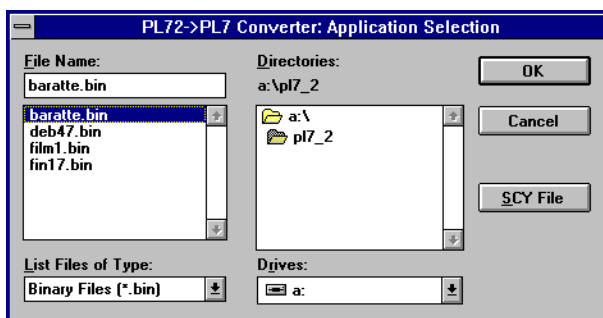 PL72->PL7 Converter: Application Selection
File Name:
baratte.bin
baratte.bin
deb47.bin
film1.bin
fin17.bin
List Files of Type:
Binary Files (*.bin)
Directories:
a:\pl7_2
a:\
pl7_2
Drives:
a:
OK
Cancel
SCY File